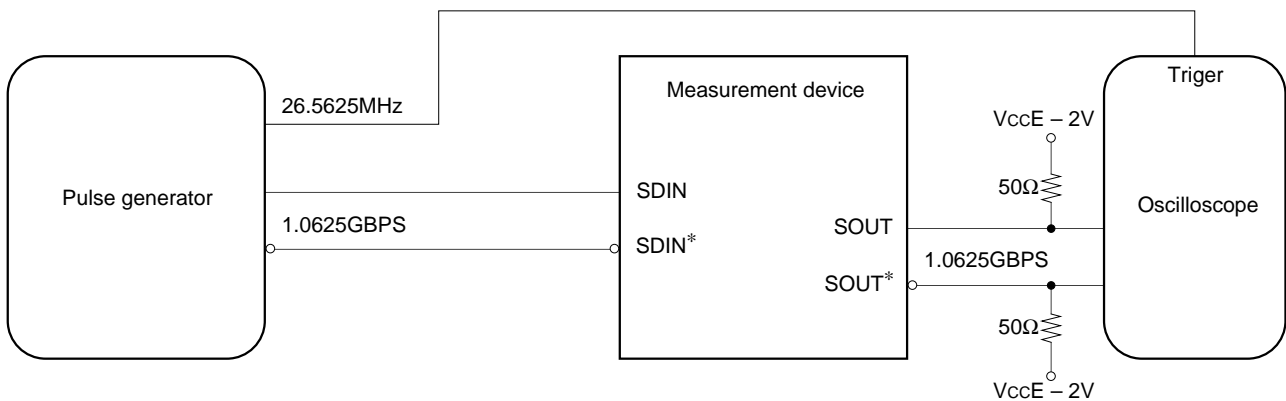 Triger
Measurement device
26.5625MHz
VCCE – 2V
50Ω
Pulse generator
SDIN
Oscilloscope
1.0625GBPS
SOUT
SDIN*
1.0625GBPS
SOUT*
50Ω
VCCE – 2V